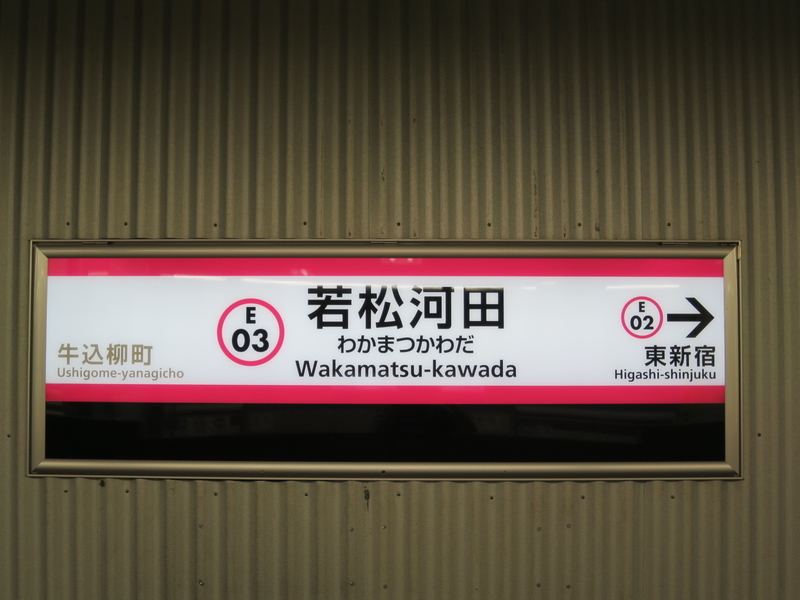 牛込柳町
Ushigome-yanagicho
E
03
若松河田
わかまつかわだ
Wakamatsu-kawada
E
02
東新宿
Higashi-shinjuku